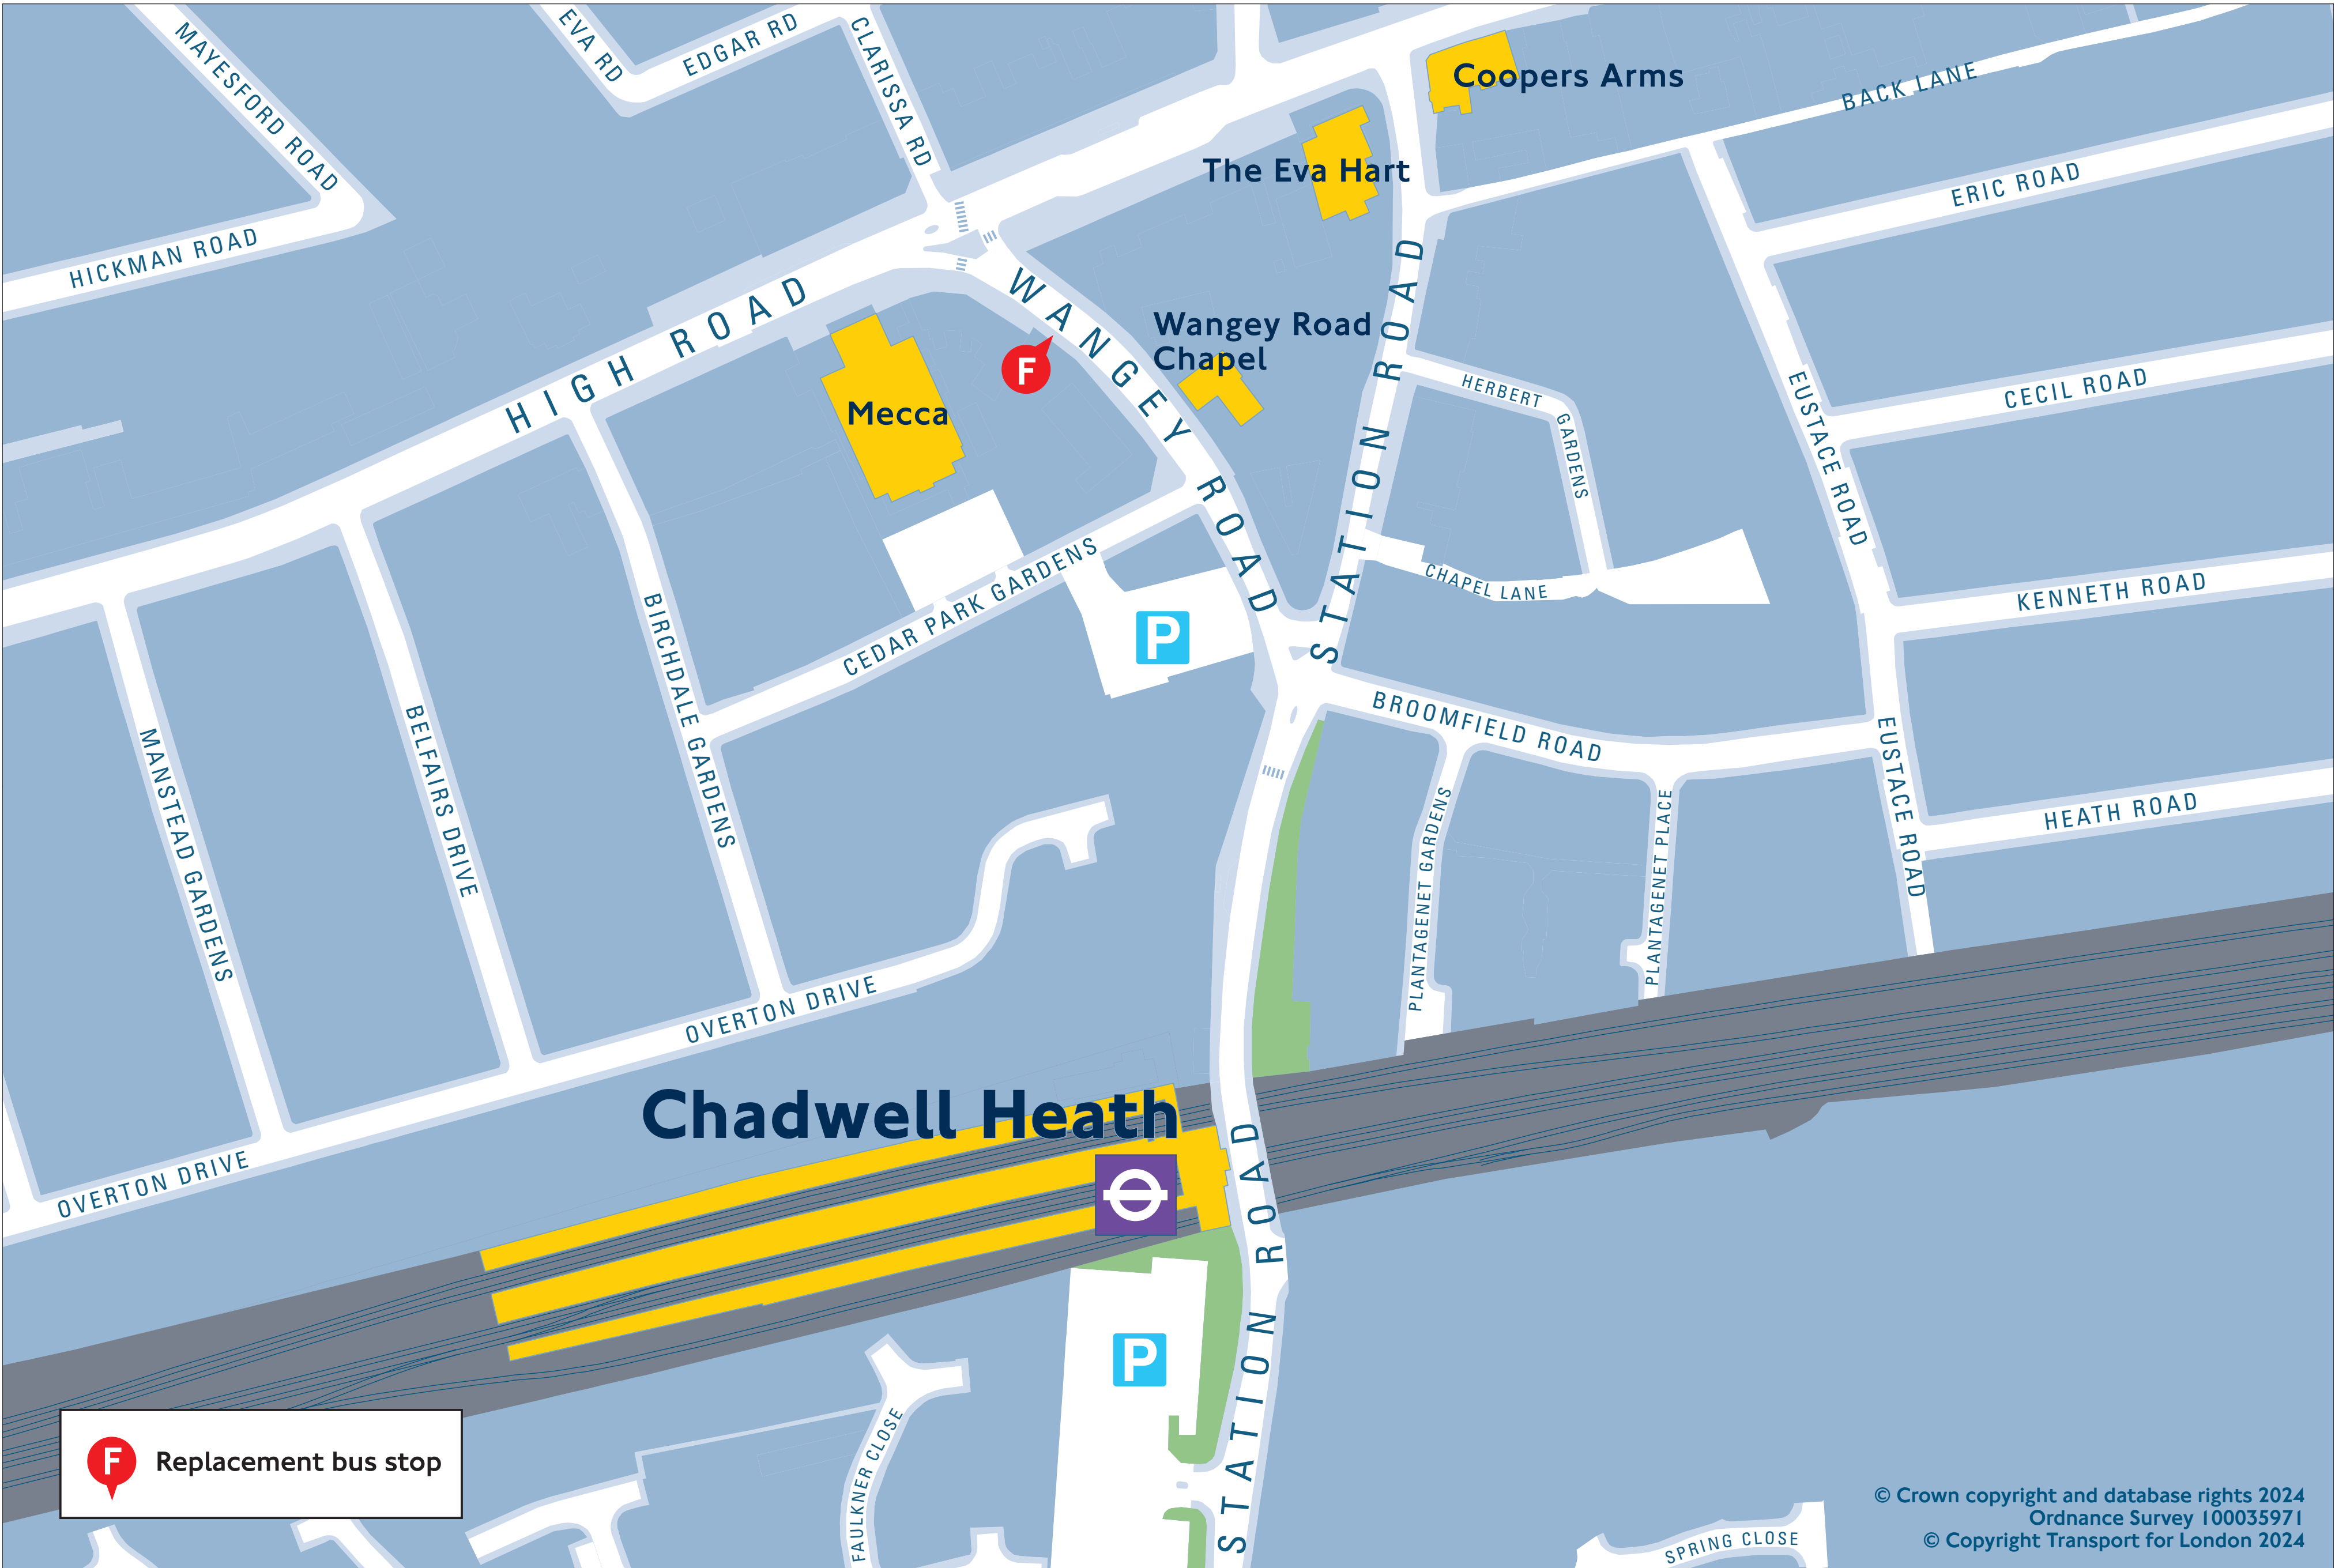 MAYESFORD ROAD
EVA RD
EDGAR RD
CLARISSA RD
Coopers Arms
BACK LANE
The Eva Hart
ERIC ROAD
HICKMAN ROAD
HIGH ROAD
WANGEY ROAD
STATION ROAD
Wangey Road
Chapel
F
Mecca
HERBERT GARDENS
EUSTACE ROAD
CECIL ROAD
CHAPEL LANE
KENNETH ROAD
CEDAR PARK GARDENS
P
BIRCHDALE GARDENS
BELFAIRS DRIVE
MANSTEAD GARDENS
BROOMFIELD ROAD
EUSTACE ROAD
HEATH ROAD
PLANTAGENET GARDENS
PLANTAGENET PLACE
OVERTON DRIVE
Chadwell Heath
STATION ROAD
OVERTON DRIVE
P
STATION
FAULKNER CLOSE
F
Replacement bus stop
SPRING CLOSE
© Crown copyright and database rights 2024
Ordnance Survey 100035971
© Copyright Transport for London 2024